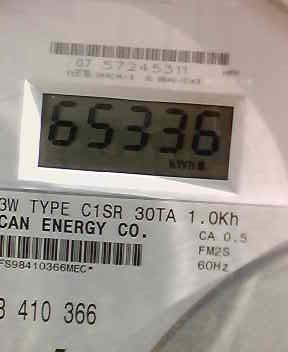 07 57245311
65336
KWH
3W TYPE C1SR 30TA 1.0Kh
CAN ENERGY CO.
CA 0.5
FM2S
60Hz
FS98410366MEC*
8 410 366